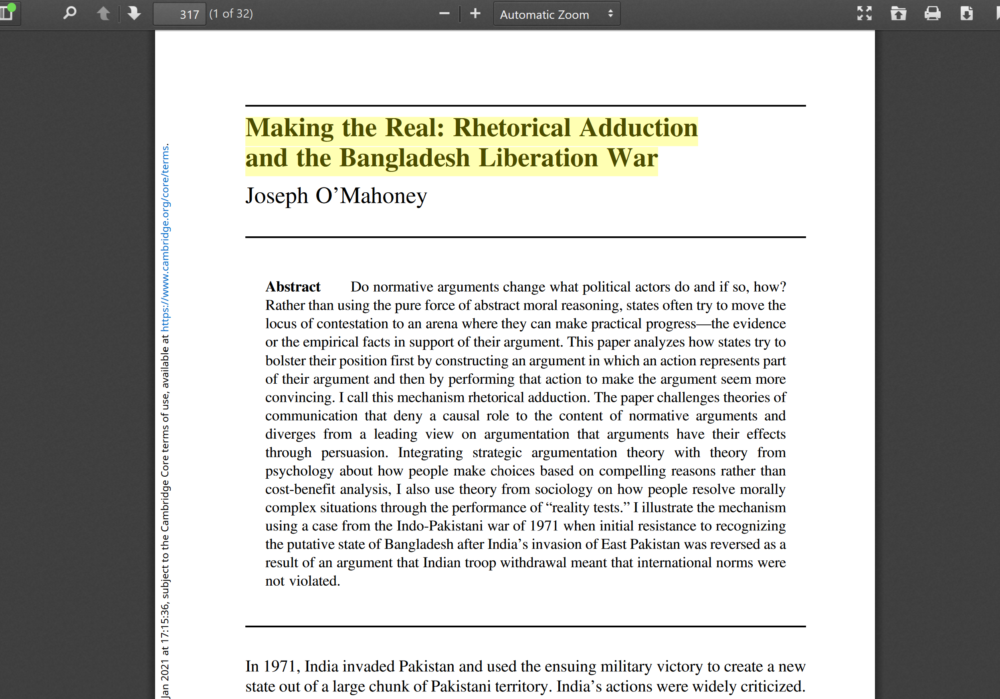 317 (1 of 32)
Automatic Zoom
Making the Real: Rhetorical Adduction
and the Bangladesh Liberation War
Joseph O’Mahoney
Abstract Do normative arguments change what political actors do and if so, how?
Rather than using the pure force of abstract moral reasoning, states often try to move the
locus of contestation to an arena where they can make practical progress—the evidence
or the empirical facts in support of their argument. This paper analyzes how states try to
bolster their position first by constructing an argument in which an action represents part
of their argument and then by performing that action to make the argument seem more
convincing. I call this mechanism rhetorical adduction. The paper challenges theories of
communication that deny a causal role to the content of normative arguments and
diverges from a leading view on argumentation that arguments have their effects
through persuasion. Integrating strategic argumentation theory with theory from
psychology about how people make choices based on compelling reasons rather than
cost-benefit analysis, I also use theory from sociology on how people resolve morally
complex situations through the performance of “reality tests.” I illustrate the mechanism
using a case from the Indo-Pakistani war of 1971 when initial resistance to recognizing
the putative state of Bangladesh after India’s invasion of East Pakistan was reversed as a
result of an argument that Indian troop withdrawal meant that international norms were
not violated.
In 1971, India invaded Pakistan and used the ensuing military victory to create a new
state out of a large chunk of Pakistani territory. India’s actions were widely criticized.
Jan 2021 at 17:15:36, subject to the Cambridge Core terms of use, available at https://www.cambridge.org/core/terms.